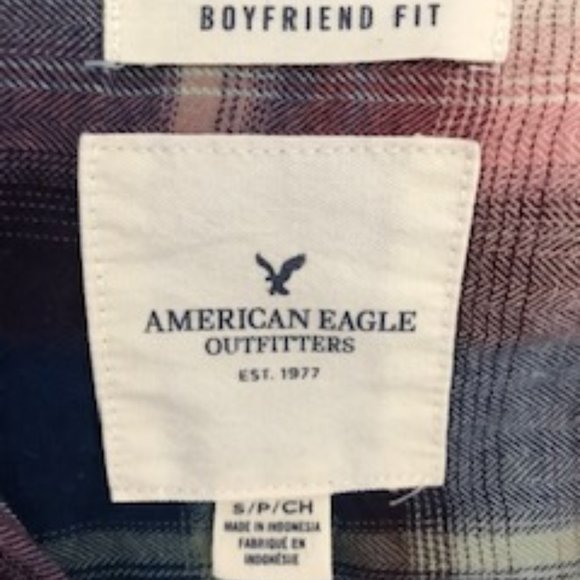 BOYFRIEND FIT
AMERICAN EAGLE
OUTFITTERS
EST. 1977
S/P/CH
MADE IN INDONESIA
FABRIQUÉ EN
INDONÉSIE